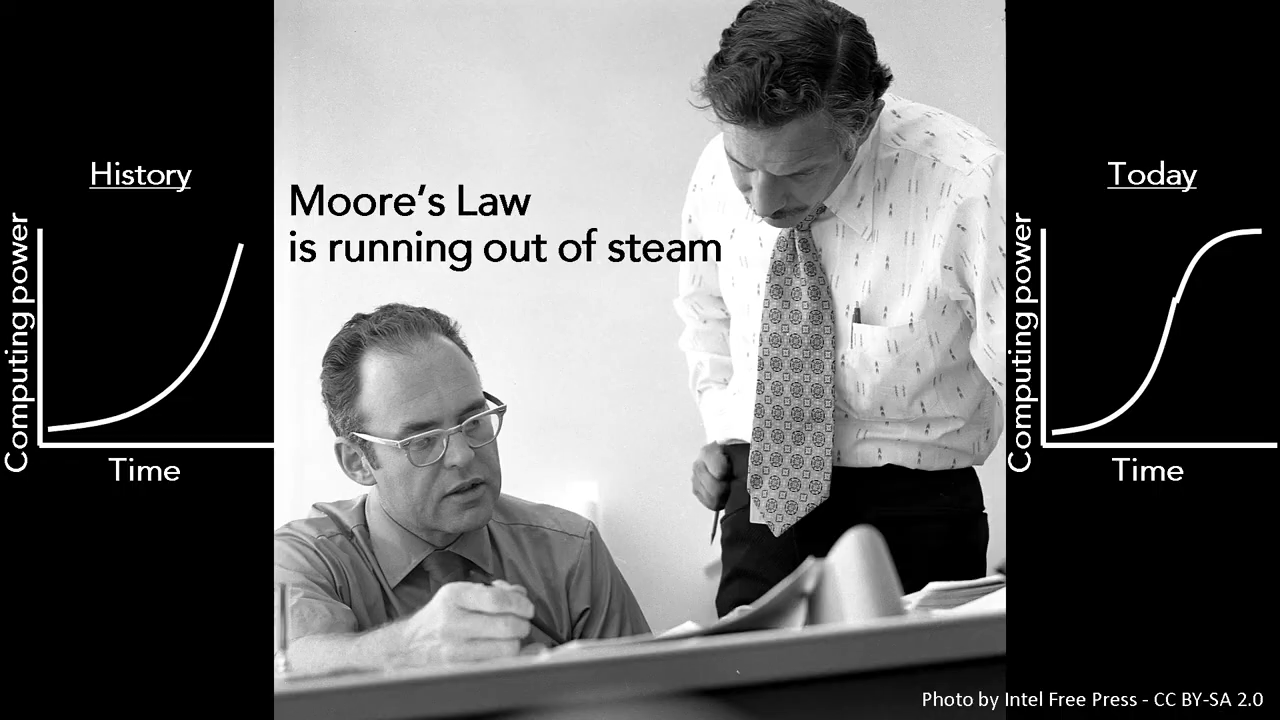 History
Computing power
Time
Moore's Law
is running out of steam
Today
Computing power
Time
Photo by Intel Free Press - CC BY-SA 2.0